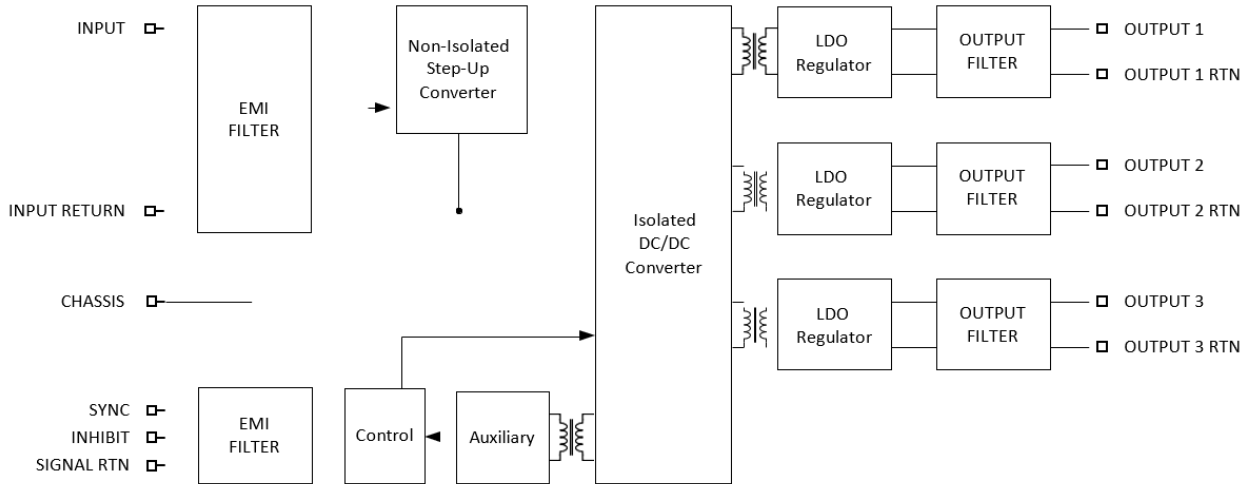 INPUT
INPUT RETURN
CHASSIS
SYNC
INHIBIT
SIGNAL RTN
EMI
FILTER
EMI
FILTER
Non-Isolated
Step-Up
Converter
Control
Auxiliary
Isolated
DC/DC
Converter
LDO
Regulator
OUTPUT
FILTER
OUTPUT 1
OUTPUT 1 RTN
LDO
Regulator
OUTPUT
FILTER
OUTPUT 2
OUTPUT 2 RTN
LDO
Regulator
OUTPUT
FILTER
OUTPUT 3
OUTPUT 3 RTN